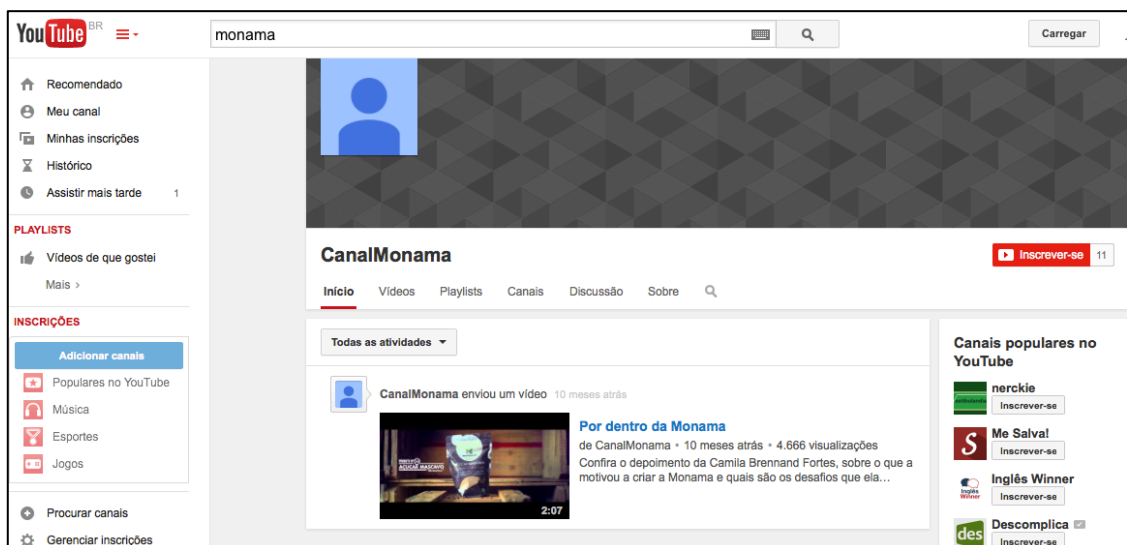 YouTube BR
monama
Carregar
Recomendado
Meu canal
Minhas inscrições
Histórico
Assistir mais tarde 1
PLAYLISTS
Vídeos de que gostei
Mais >
INSCRIÇÕES
Adicionar canais
Populares no YouTube
Música
Esportes
Jogos
Procurar canais
Gerenciar inscrições
CanalMonama
Inscrever-se 11
Início Vídeos Playlists Canais Discussão Sobre
Todas as atividades
CanalMonama enviou um vídeo 10 meses atrás
AÇUCAR MASCAVO
2:07
Por dentro da Monama
de CanalMonama • 10 meses atrás • 4.666 visualizações
Confira o depoimento da Camila Brennand Fortes, sobre o que a
motivou a criar a Monama e quais são os desafios que ela…
Canais populares no
YouTube
nerckie
Inscrever-se
S
Me Salva!
Inscrever-se
Inglês
Winner
Inglês Winner
Inscrever-se
des
Descomplica
Inscrever-se